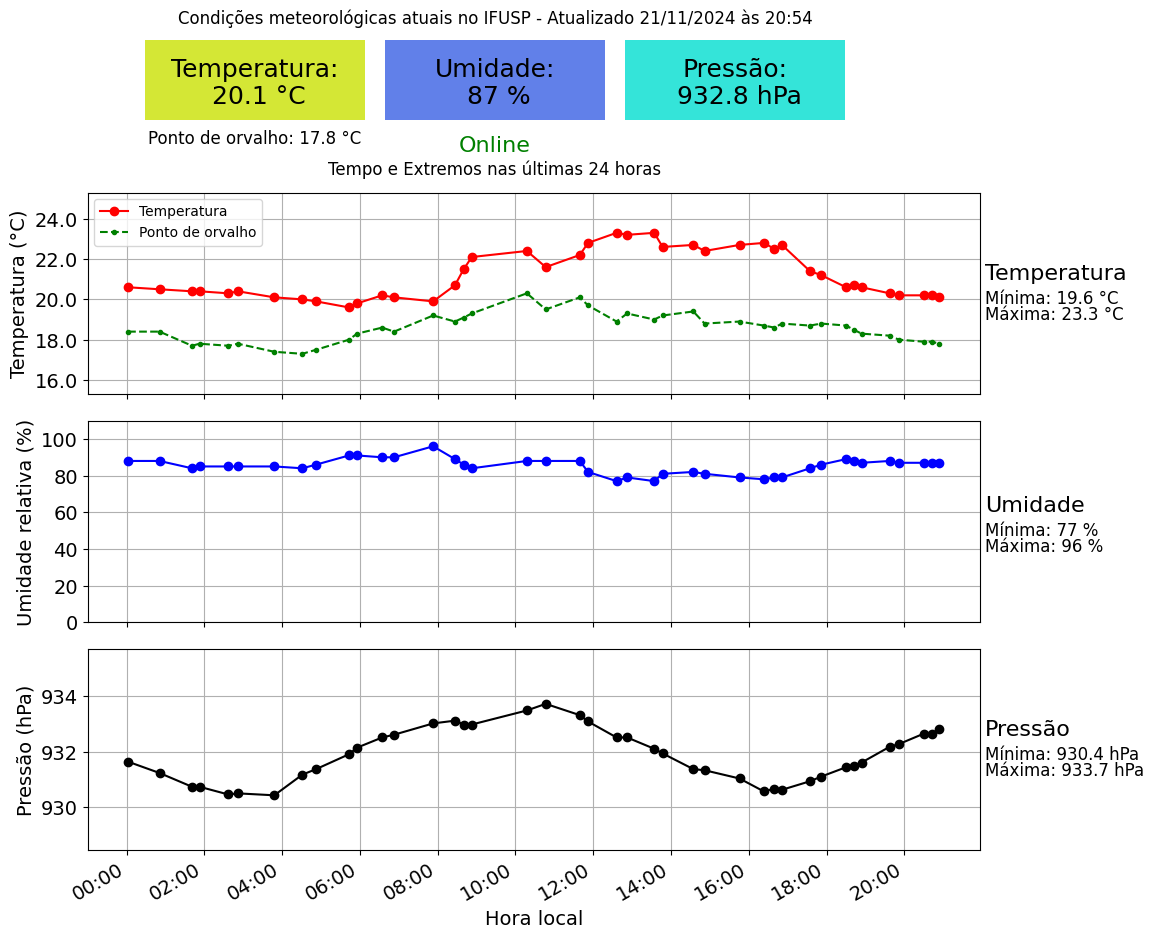 Condições meteorológicas atuais no IFUSP - Atualizado 21/11/2024 às 20:54
Temperatura:
20.1 °C
Umidade:
87 %
Pressão:
932.8 hPa
Ponto de orvalho: 17.8 °C
Online
Tempo e Extremos nas últimas 24 horas
Temperatura (°C)
24.0
22.0
20.0
18.0
16.0
Temperatura
Ponto de orvalho
Temperatura
Mínima: 19.6 °C
Máxima: 23.3 °C
Umidade relativa (%)
100
80
60
40
20
0
Umidade
Mínima: 77 %
Máxima: 96 %
Pressão (hPa)
934
932
930
Pressão
Mínima: 930.4 hPa
Máxima: 933.7 hPa
00:00 02:00 04:00 06:00 08:00 10:00 12:00 14:00 16:00 18:00 20:00
Hora local